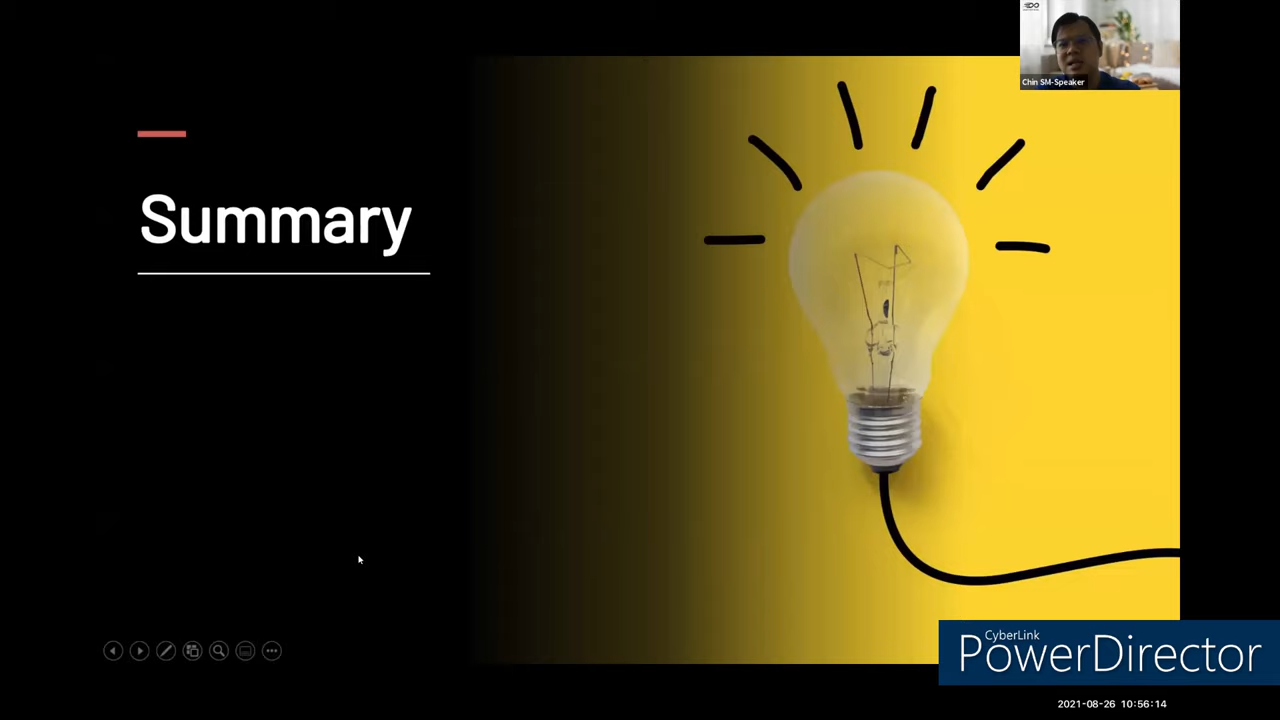 Chin SM-Speaker
Summary
CyberLink
PowerDirector
2021-08-26 10:56:14